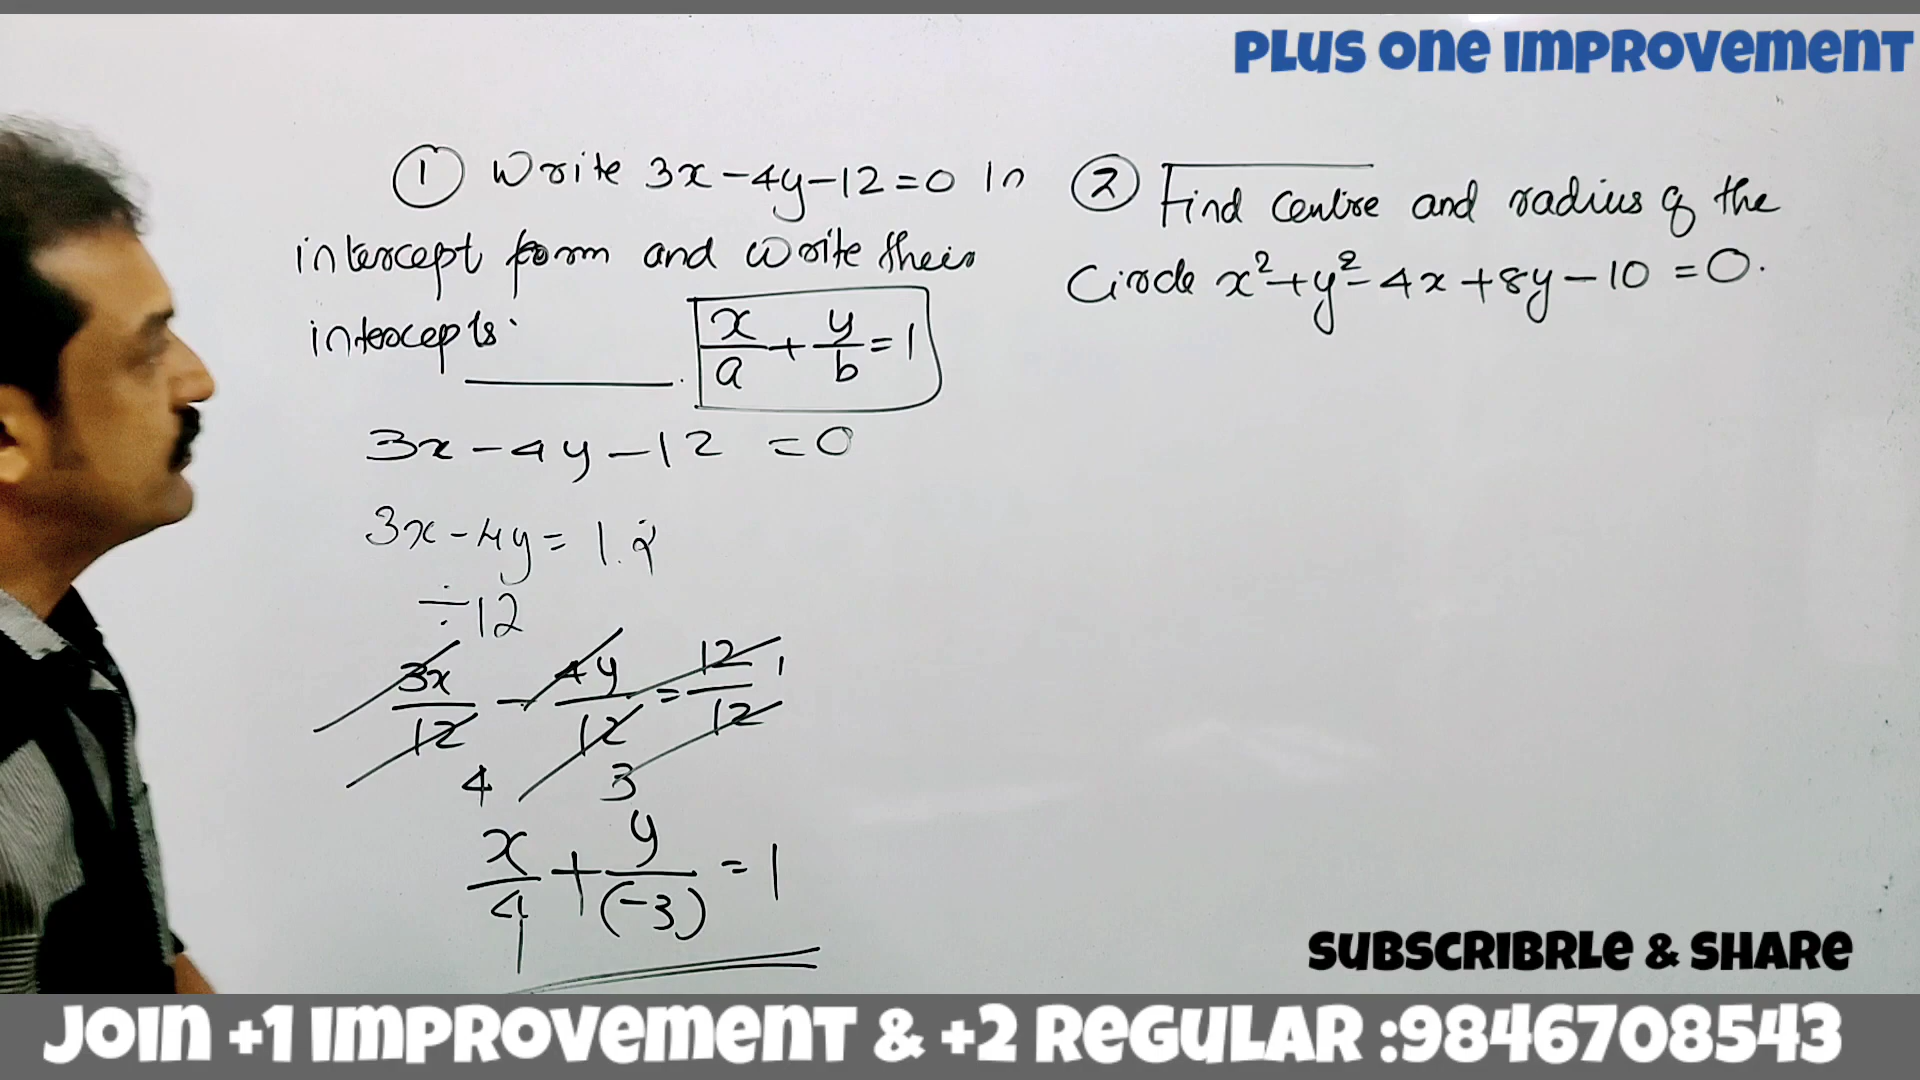 PLUS ONE IMPROVEMENT
① Write 3x-4y-12=0 In
intercept form and write their
intercepts.
x/a + y/b = 1
3x-4y-12 = 0
3x-4y = 12
÷12
3x/12 - 4y/12 = 12/12 1
4 3
x/4 + y/(-3) = 1
② Find centre and radius of the
Circle x²+y²-4x+8y-10=0.
SUBSCRIBRLE & SHARE
JOIN +1 IMPROVEMENT & +2 REGULAR :9846708543